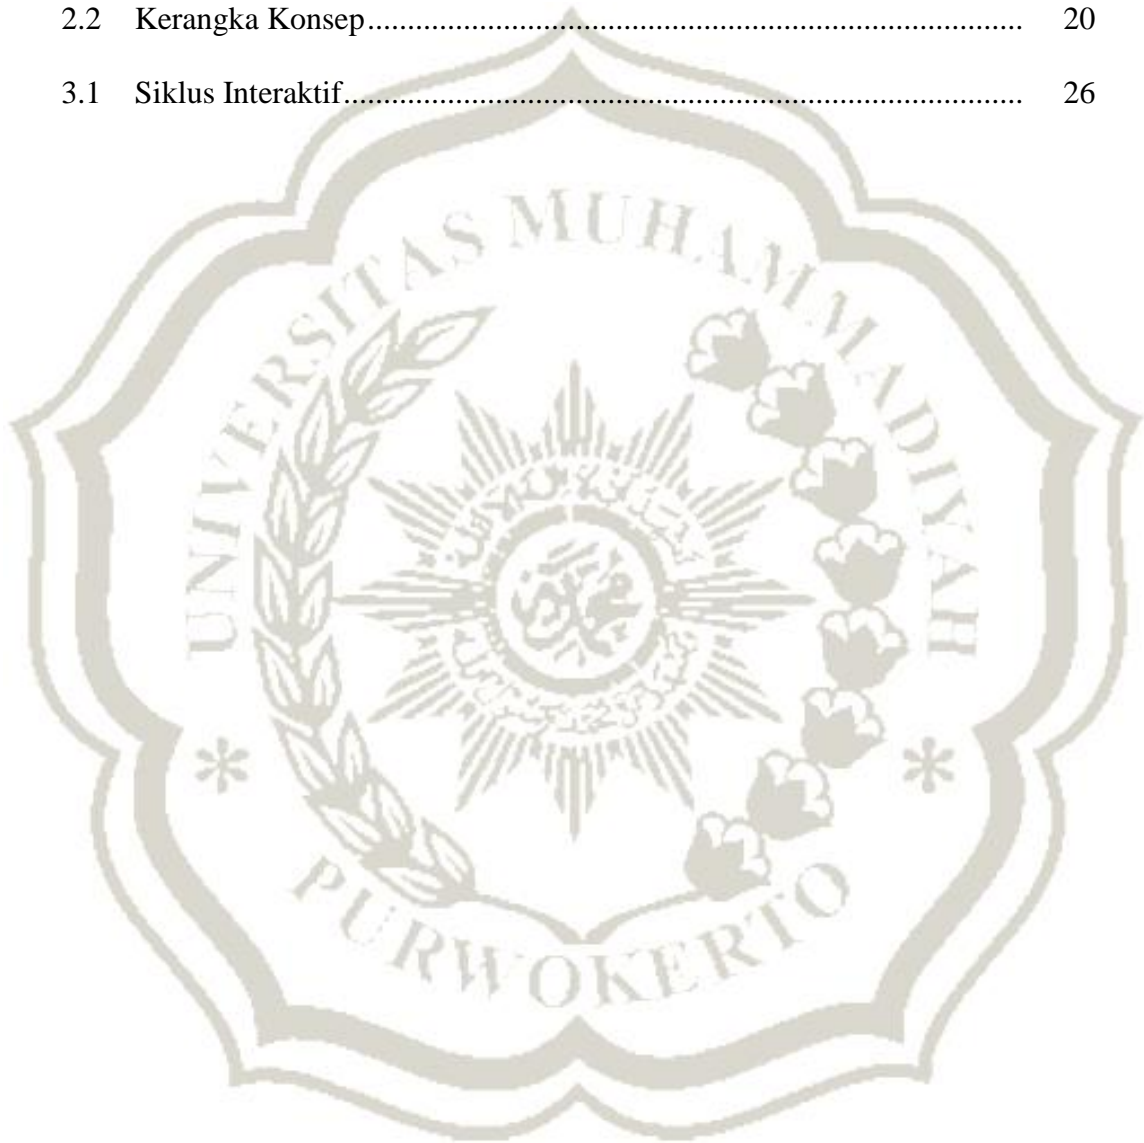 2.2 Kerangka Konsep................................................................................. 20
3.1 Siklus Interaktif.................................................................................... 26
UNIVERSITAS MUHAMMADIYAH
* *
PURWOKERTO